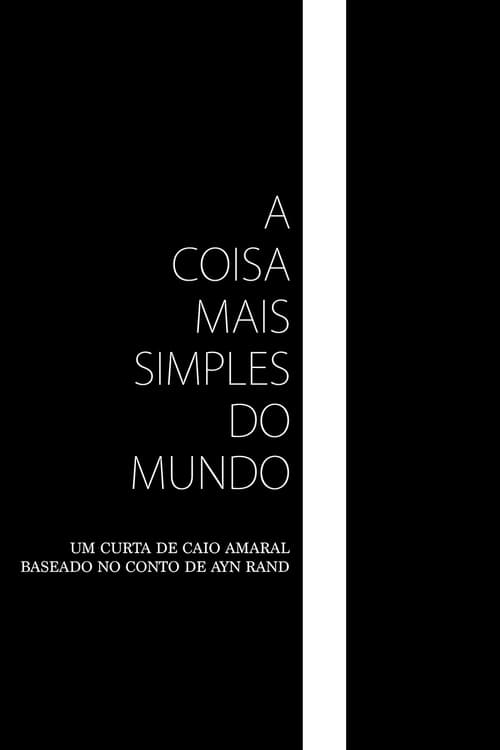 A
COISA
MAIS
SIMPLES
DO
MUNDO
UM CURTA DE CAIO AMARAL
BASEADO NO CONTO DE AYN RAND